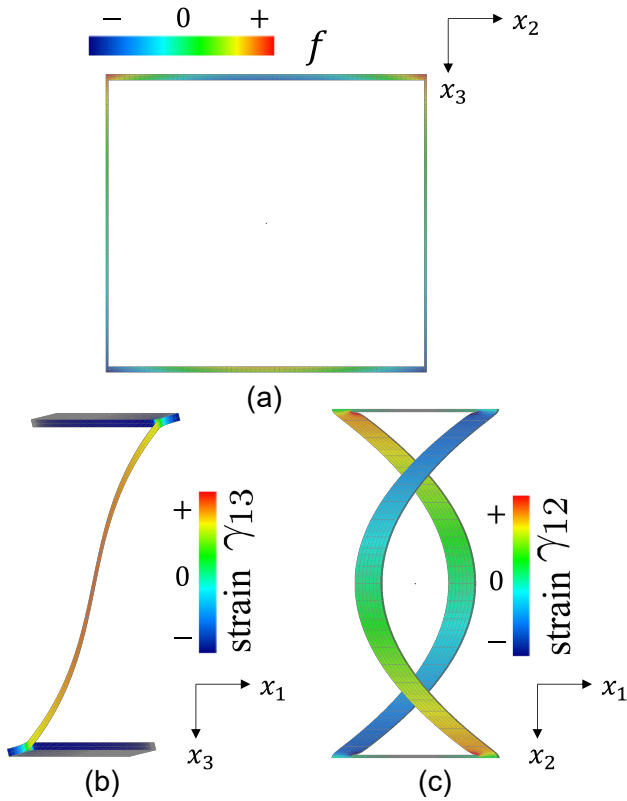 − 0 +
f
x₂
x₃
(a)
+
0
−
strain γ₁₃
x₁
x₃
(b)
+
0
−
strain γ₁₂
x₁
x₂
(c)